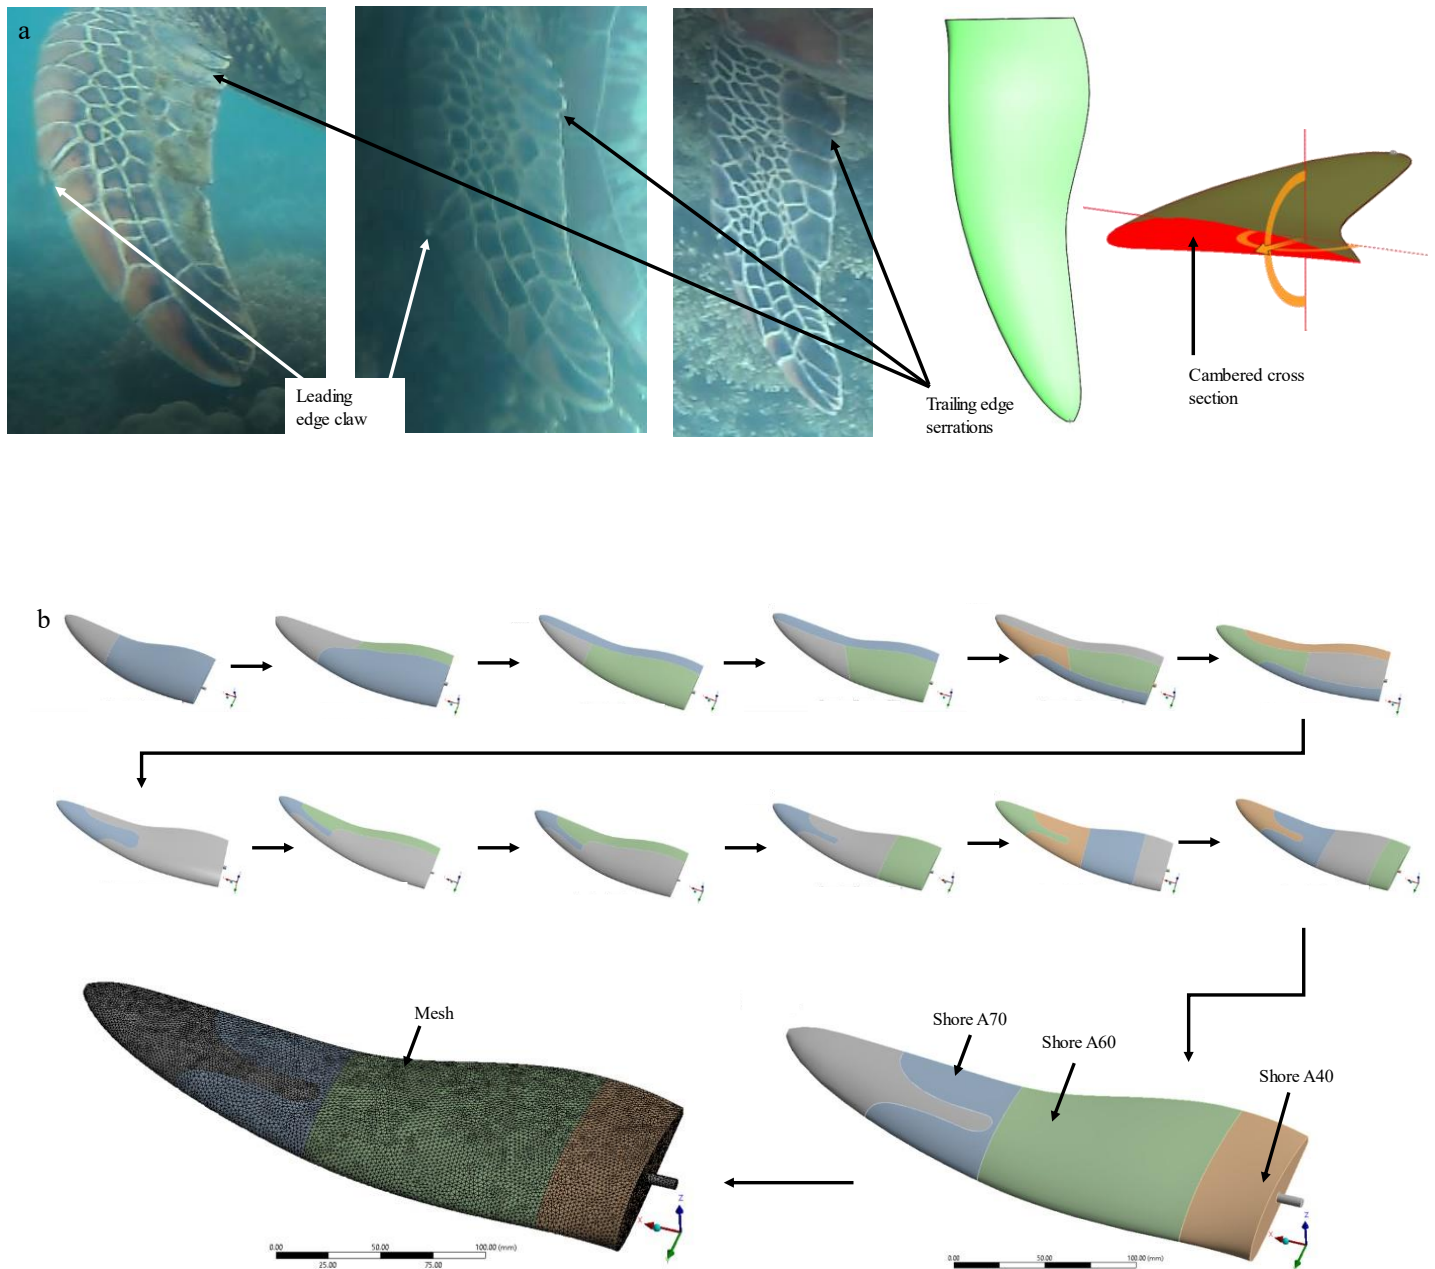 a
Leading
edge claw
Trailing edge
serrations
Cambered cross
section
b
Mesh
Shore A70
Shore A60
Shore A40
0.00 50.00 100.00 (mm)
25.00 75.00
Z
X
0.00 50.00 100.00 (mm)
Z
X